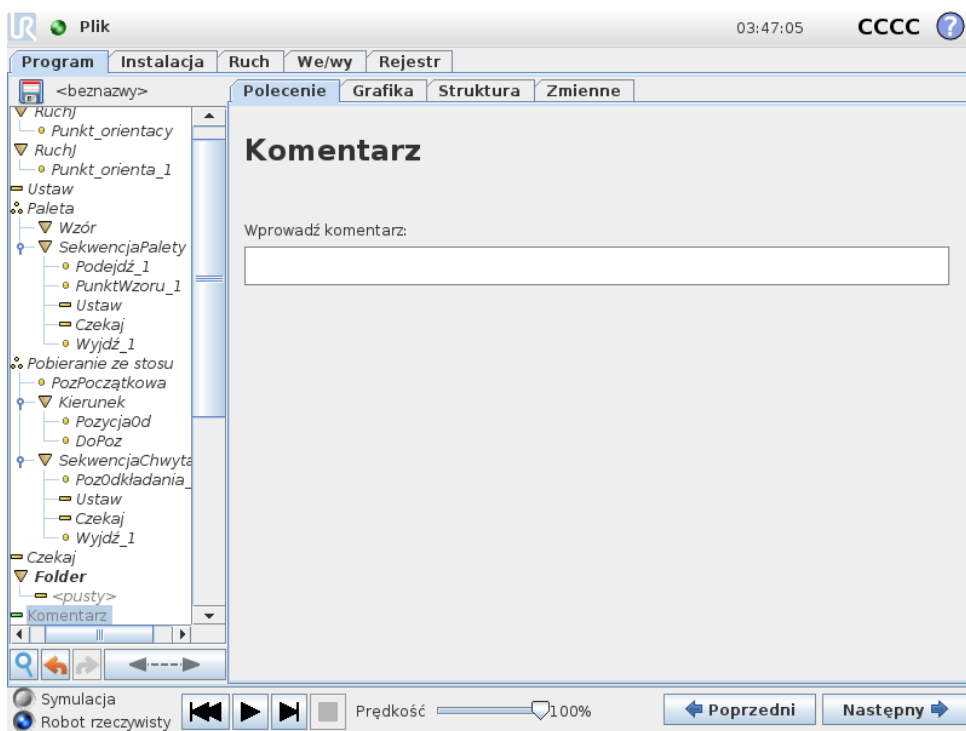 UR Plik 03:47:05 CCCC ?
Program Instalacja Ruch We/wy Rejestr
<beznazwy> Polecenie Grafika Struktura Zmienne
RuchJ
Punkt_orientacy
RuchJ
Punkt_orienta_1
Ustaw
Paleta
Wzór
SekwencjaPalety
Podejdź_1
PunktWzoru_1
Ustaw
Czekaj
Wyjdź_1
Pobieranie ze stosu
PozPoczątkowa
Kierunek
PozycjaOd
DoPoz
SekwencjaChwyta
PozOdkładania_
Ustaw
Czekaj
Wyjdź_1
Czekaj
Folder
<pusty>
Komentarz
Komentarz
Wprowadź komentarz:
Symulacja
Robot rzeczywisty
Prędkość 100%
Poprzedni Następny